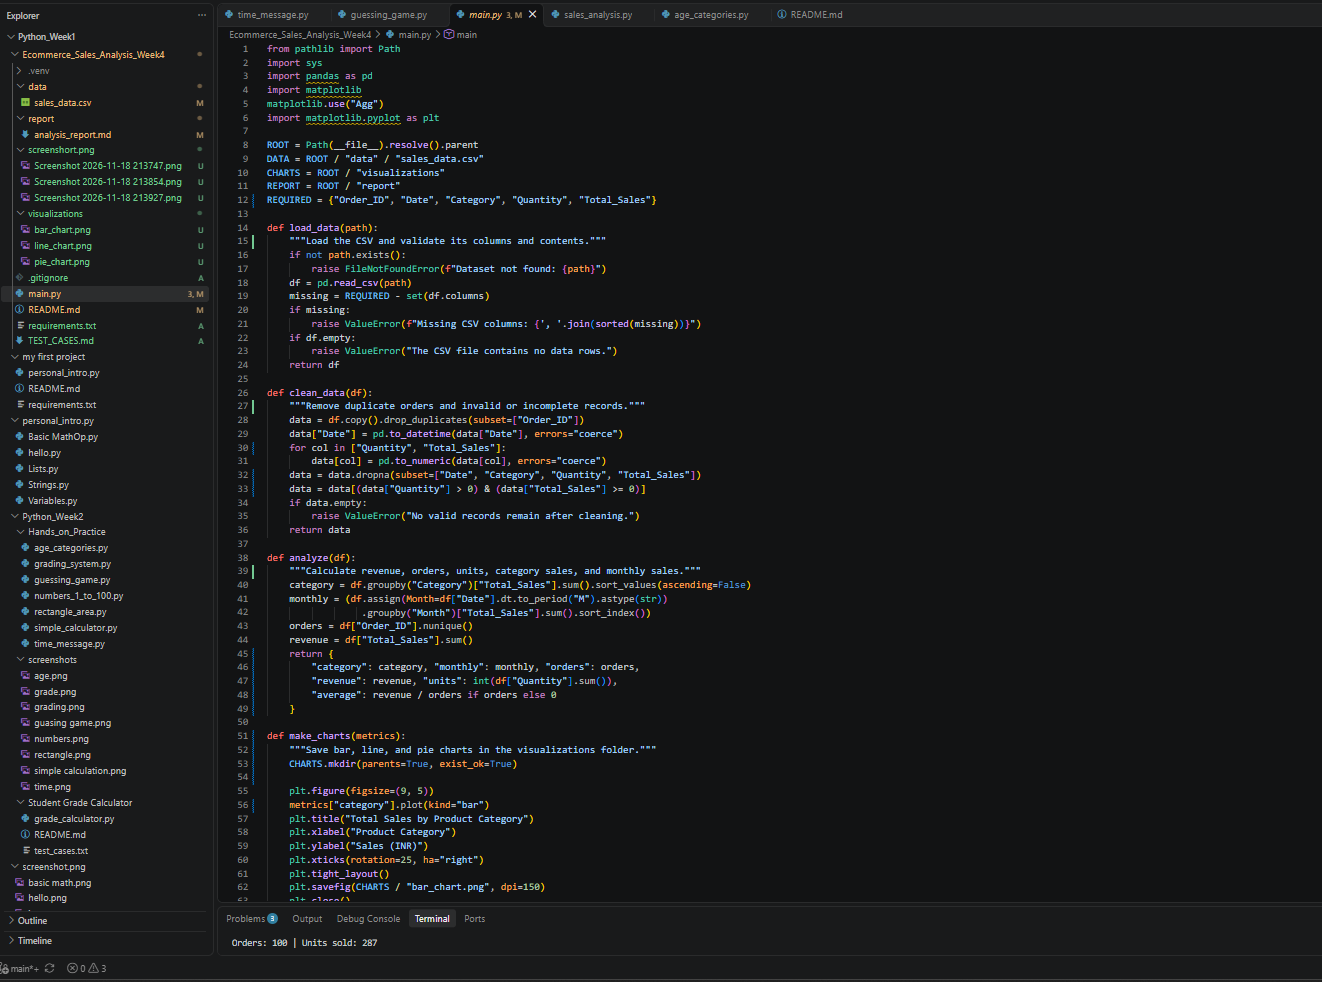 Explorer
Python_Week1
Ecommerce_Sales_Analysis_Week4
.venv
data
sales_data.csv M
report
analysis_report.md M
screenshort.png
Screenshot 2026-11-18 213747.png U
Screenshot 2026-11-18 213854.png U
Screenshot 2026-11-18 213927.png U
visualizations
bar_chart.png U
line_chart.png U
pie_chart.png U
.gitignore A
main.py 3, M
README.md M
requirements.txt A
TEST_CASES.md A
my first project
personal_intro.py
README.md
requirements.txt
personal_intro.py
Basic MathOp.py
hello.py
Lists.py
Strings.py
Variables.py
Python_Week2
Hands_on_Practice
age_categories.py
grading_system.py
guessing_game.py
numbers_1_to_100.py
rectangle_area.py
simple_calculator.py
time_message.py
screenshots
age.png
grade.png
grading.png
guasing game.png
numbers.png
rectangle.png
simple calculation.png
time.png
Student Grade Calculator
grade_calculator.py
README.md
test_cases.txt
screenshot.png
basic math.png
hello.png
Outline
Timeline
time_message.py guessing_game.py main.py 3, M sales_analysis.py age_categories.py README.md
Ecommerce_Sales_Analysis_Week4 > main.py > main
1 from pathlib import Path
2 import sys
3 import pandas as pd
4 import matplotlib
5 matplotlib.use("Agg")
6 import matplotlib.pyplot as plt
7
8 ROOT = Path(__file__).resolve().parent
9 DATA = ROOT / "data" / "sales_data.csv"
10 CHARTS = ROOT / "visualizations"
11 REPORT = ROOT / "report"
12 REQUIRED = {"Order_ID", "Date", "Category", "Quantity", "Total_Sales"}
13
14 def load_data(path):
15     """Load the CSV and validate its columns and contents."""
16     if not path.exists():
17         raise FileNotFoundError(f"Dataset not found: {path}")
18     df = pd.read_csv(path)
19     missing = REQUIRED - set(df.columns)
20     if missing:
21         raise ValueError(f"Missing CSV columns: {', '.join(sorted(missing))}")
22     if df.empty:
23         raise ValueError("The CSV file contains no data rows.")
24     return df
25
26 def clean_data(df):
27     """Remove duplicate orders and invalid or incomplete records."""
28     data = df.copy().drop_duplicates(subset=["Order_ID"])
29     data["Date"] = pd.to_datetime(data["Date"], errors="coerce")
30     for col in ["Quantity", "Total_Sales"]:
31         data[col] = pd.to_numeric(data[col], errors="coerce")
32     data = data.dropna(subset=["Date", "Category", "Quantity", "Total_Sales"])
33     data = data[(data["Quantity"] > 0) & (data["Total_Sales"] >= 0)]
34     if data.empty:
35         raise ValueError("No valid records remain after cleaning.")
36     return data
37
38 def analyze(df):
39     """Calculate revenue, orders, units, category sales, and monthly sales."""
40     category = df.groupby("Category")["Total_Sales"].sum().sort_values(ascending=False)
41     monthly = (df.assign(Month=df["Date"].dt.to_period("M").astype(str))
42                .groupby("Month")["Total_Sales"].sum().sort_index())
43     orders = df["Order_ID"].nunique()
44     revenue = df["Total_Sales"].sum()
45     return {
46         "category": category, "monthly": monthly, "orders": orders,
47         "revenue": revenue, "units": int(df["Quantity"].sum()),
48         "average": revenue / orders if orders else 0
49     }
50
51 def make_charts(metrics):
52     """Save bar, line, and pie charts in the visualizations folder."""
53     CHARTS.mkdir(parents=True, exist_ok=True)
54
55     plt.figure(figsize=(9, 5))
56     metrics["category"].plot(kind="bar")
57     plt.title("Total Sales by Product Category")
58     plt.xlabel("Product Category")
59     plt.ylabel("Sales (INR)")
60     plt.xticks(rotation=25, ha="right")
61     plt.tight_layout()
62     plt.savefig(CHARTS / "bar_chart.png", dpi=150)
63     plt.close()
Problems 3 Output Debug Console Terminal Ports
Orders: 100 | Units sold: 287
main*+ 0 3